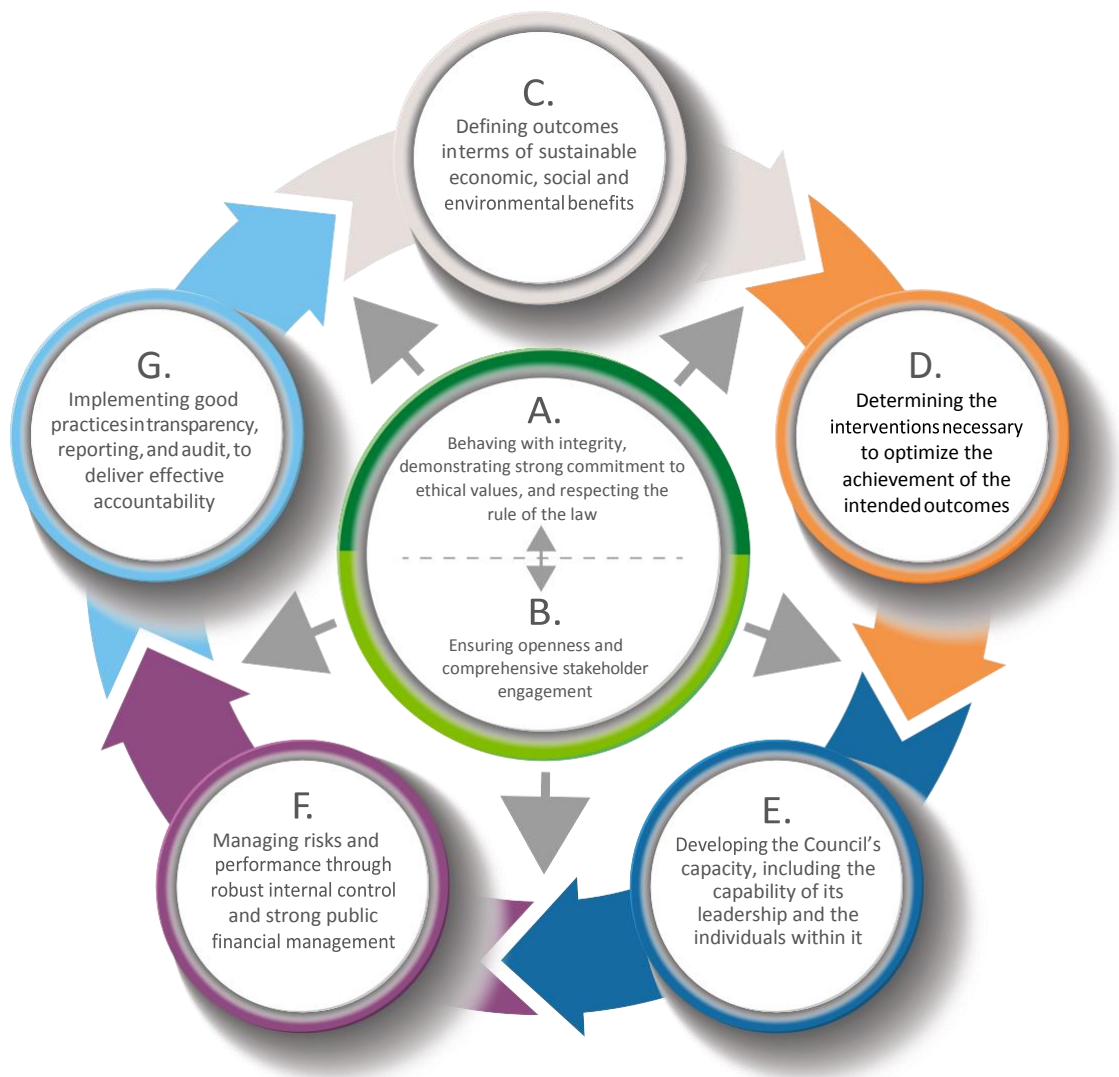 C.
Defining outcomes
interms of sustainable
economic, social and
environmental benefits
G.
Implementing good
practices in transparency,
reporting, and audit, to
deliver effective
accountability
A.
Behaving with integrity,
demonstrating strong commitment to
ethical values, and respecting the
rule of the law
D.
Determining the
interventions necessary
to optimize the
achievement of the
intended outcomes
B.
Ensuring openness and
comprehensive stakeholder
engagement
F.
Managing risks and
performance through
robust internal control
and strong public
financial management
E.
Developing the Council’s
capacity, including the
capability of its
leadership and the
individuals within it